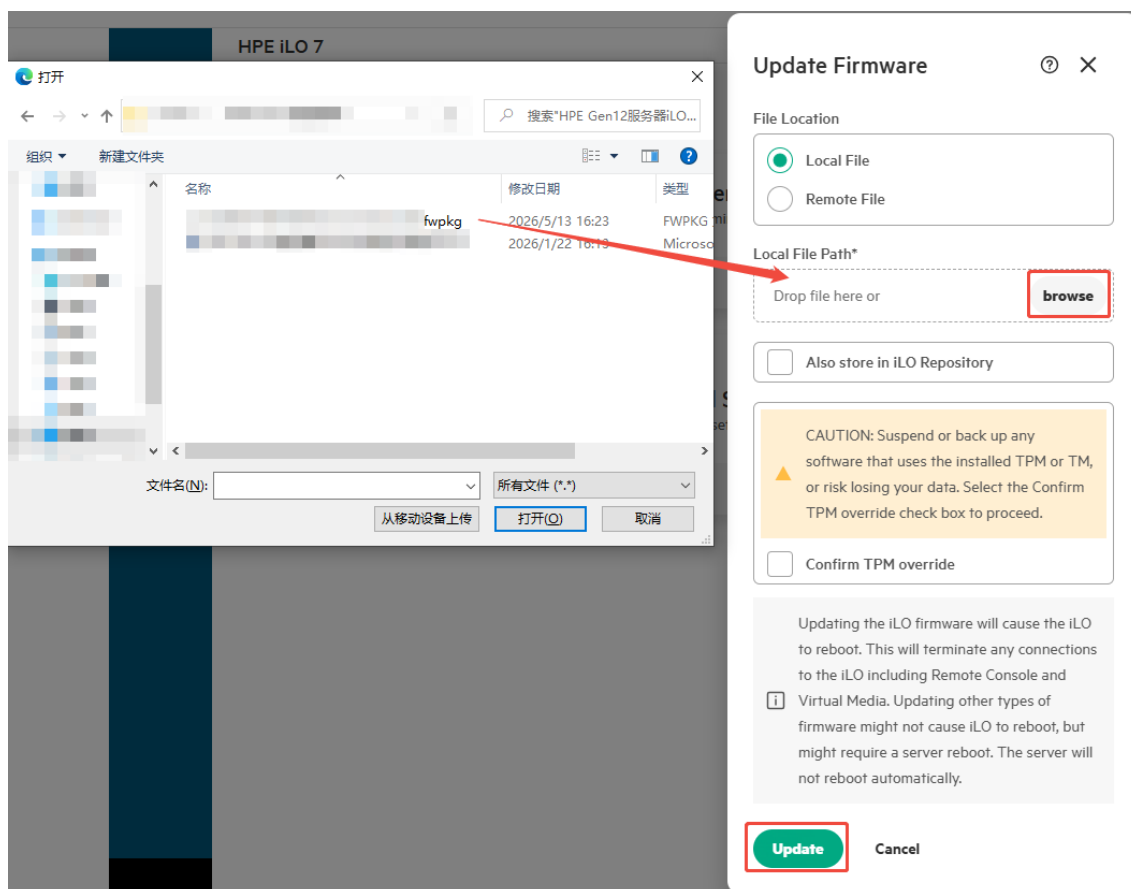 HPE iLO 7
打开
搜索"HPE Gen12服务器iLO...
组织
新建文件夹
名称
修改日期
类型
fwpkg
2026/5/13 16:23
FWPKG
2026/1/22 16:13
Microso
文件名(N):
所有文件 (*.*)
从移动设备上传
打开(O)
取消
Update Firmware
File Location
Local File
Remote File
Local File Path*
Drop file here or
browse
Also store in iLO Repository
CAUTION: Suspend or back up any
software that uses the installed TPM or TM,
or risk losing your data. Select the Confirm
TPM override check box to proceed.
Confirm TPM override
Updating the iLO firmware will cause the iLO
to reboot. This will terminate any connections
to the iLO including Remote Console and
Virtual Media. Updating other types of
firmware might not cause iLO to reboot, but
might require a server reboot. The server will
not reboot automatically.
Update
Cancel